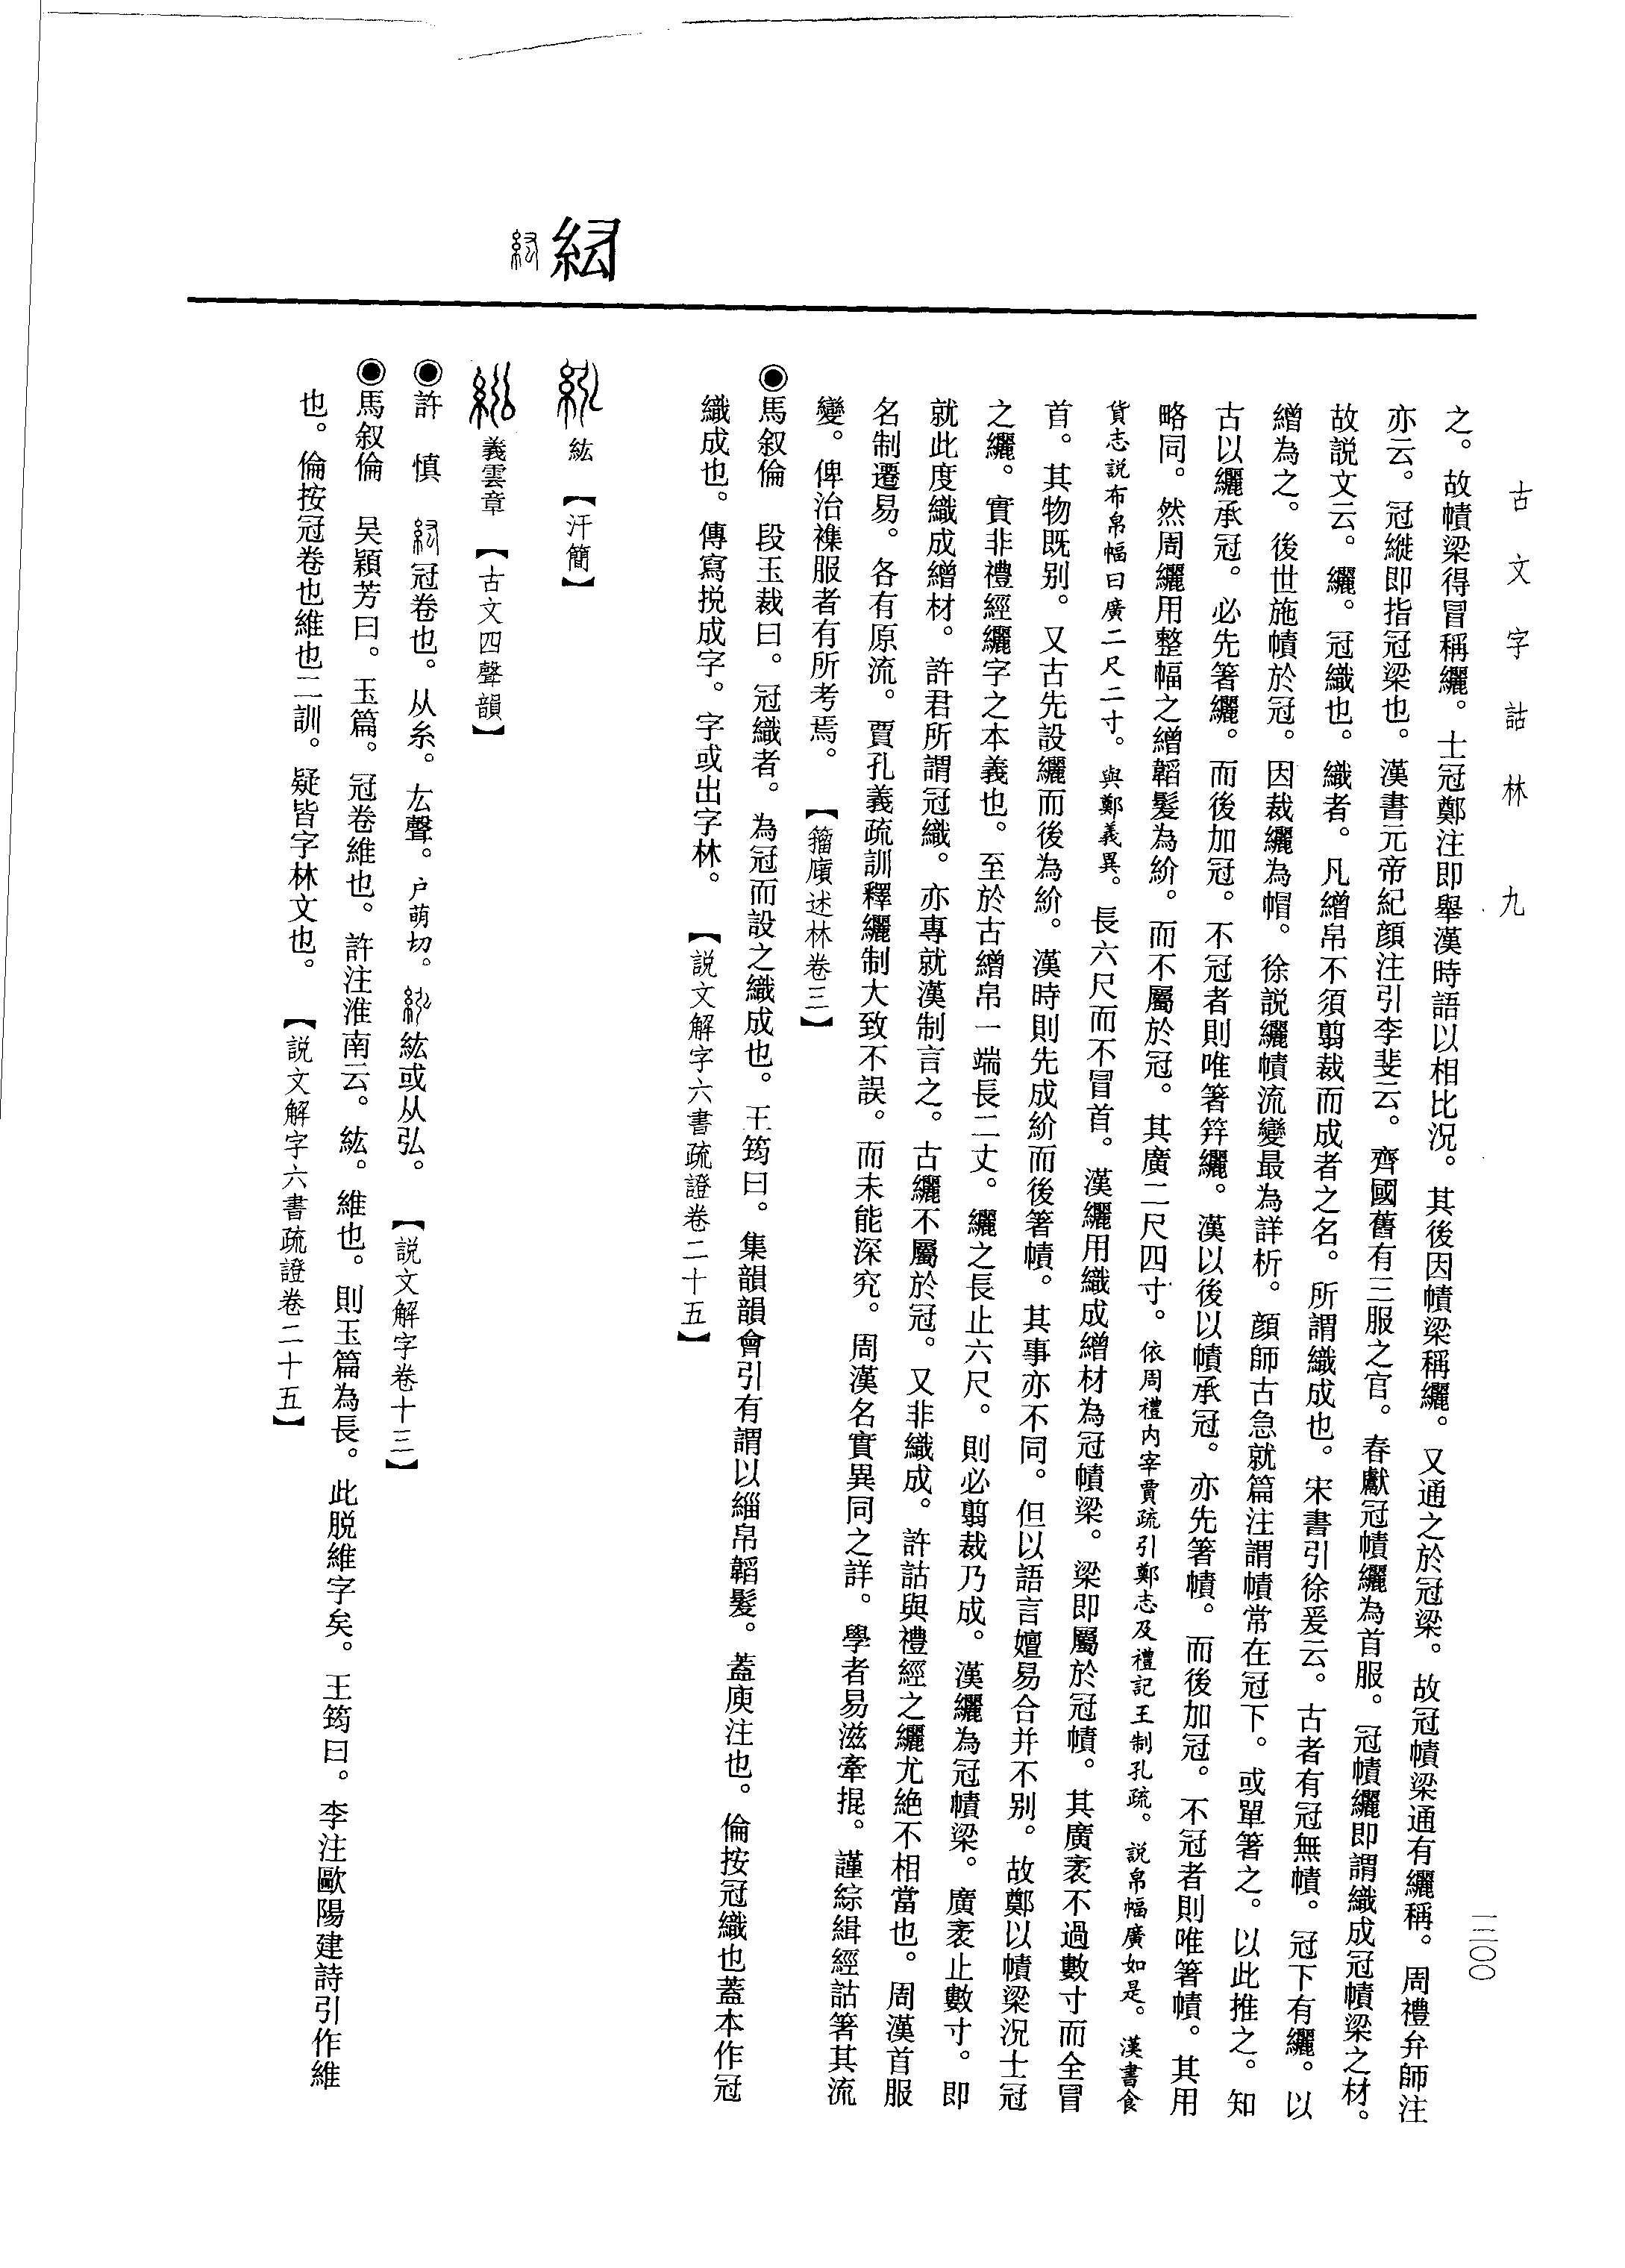 古文字詁林 九
一二〇〇
紘
之。故幘梁得冒稱纚。士冠鄭注即舉漢時語以相比況。其後因幘梁稱纚。又通之於冠梁。故冠幘梁通有纚稱。周禮弁師注
亦云。冠縰即指冠梁也。漢書元帝紀顔注引李斐云。齊國舊有三服之官。春獻冠幘纚為首服。冠幘纚即謂織成冠幘梁之材。
故説文云。纚。冠織也。織者。凡繒帛不須翦裁而成者之名。所謂織成也。宋書引徐爰云。古者有冠無幘。冠下有纚。以
繒為之。後世施幘於冠。因裁纚為帽。徐説纚幘流變最為詳析。顔師古急就篇注謂幘常在冠下。或單箸之。以此推之。知
古以纚承冠。必先箸纚。而後加冠。不冠者則唯箸笄纚。漢以後以幘承冠。亦先箸幘。而後加冠。不冠者則唯箸幘。其用
略同。然周纚用整幅之繒韜髮為紒。而不屬於冠。其廣二尺四寸。依周禮内宰賈疏引鄭志及禮記王制孔疏。説帛幅廣如是。漢書食
貨志説布帛幅曰廣二尺二寸。與鄭義異。長六尺而不冒首。漢纚用織成繒材為冠幘梁。梁即屬於冠幘。其廣袤不過數寸而全冒
首。其物既别。又古先設纚而後為紒。漢時則先成紒而後箸幘。其事亦不同。但以語言嬗易合并不别。故鄭以幘梁況士冠
之纚。實非禮經纚字之本義也。至於古繒帛一端長二丈。纚之長止六尺。則必翦裁乃成。漢纚為冠幘梁。廣袤止數寸。即
就此度織成繒材。許君所謂冠織。亦專就漢制言之。古纚不屬於冠。又非織成。許詁與禮經之纚尤絶不相當也。周漢首服
名制遷易。各有原流。賈孔義疏訓釋纚制大致不誤。而未能深究。周漢名實異同之詳。學者易滋牽掍。謹綜緝經詁箸其流
變。俾治襍服者有所考焉。【籀廎述林卷三】
◉馬叙倫 段玉裁曰。冠織者。為冠而設之織成也。王筠曰。集韻韻會引有謂以緇帛韜髮。蓋庾注也。倫按冠織也蓋本作冠
織成也。傳寫挩成字。字或出字林。【説文解字六書疏證卷二十五】
紘【汗簡】
義雲章【古文四聲韻】
◉許 慎 紘冠卷也。从糸。厷聲。户萌切。紘或从弘。【説文解字卷十三】
◉馬叙倫 吴穎芳曰。玉篇。冠卷維也。許注淮南云。紘。維也。則玉篇為長。此脱維字矣。王筠曰。李注歐陽建詩引作維
也。倫按冠卷也維也二訓。疑皆字林文也。【説文解字六書疏證卷二十五】